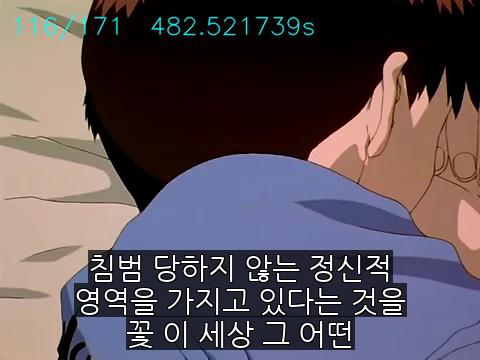 116/171 482.521739s
침범 당하지 않는 정신적
영역을 가지고 있다는 것을
꽃 이 세상 그 어떤